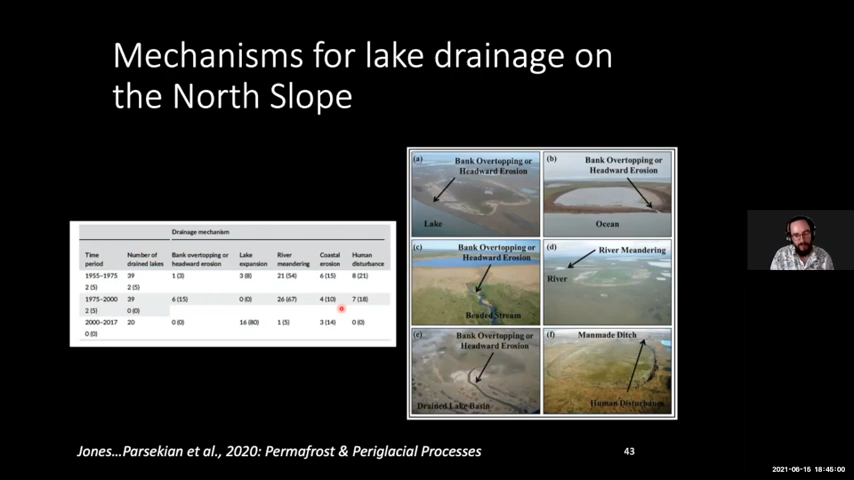 Mechanisms for lake drainage on
the North Slope
Drainage mechanism
Time period Number of drained lakes Bank overtopping or headward erosion Lake expansion River meandering Coastal erosion Human disturbance
1955–1975 39 1 (3) 3 (8) 21 (54) 6 (15) 8 (21)
2 (5) 2 (5)
1975–2000 39 6 (15) 0 (0) 26 (67) 4 (10) 7 (18)
2 (5) 0 (0)
2000–2017 20 0 (0) 16 (80) 1 (5) 3 (14) 0 (0)
0 (0)
(a) Bank Overtopping or
Headward Erosion
Lake
(b) Bank Overtopping or
Headward Erosion
Ocean
(c) Bank Overtopping or
Headward Erosion
Beaded Stream
(d) River Meandering
River
(e) Bank Overtopping or
Headward Erosion
Drained Lake Basin
(f) Manmade Ditch
Human Disturbance
Jones...Parsekian et al., 2020: Permafrost & Periglacial Processes
43
2021-06-15 18:45:00